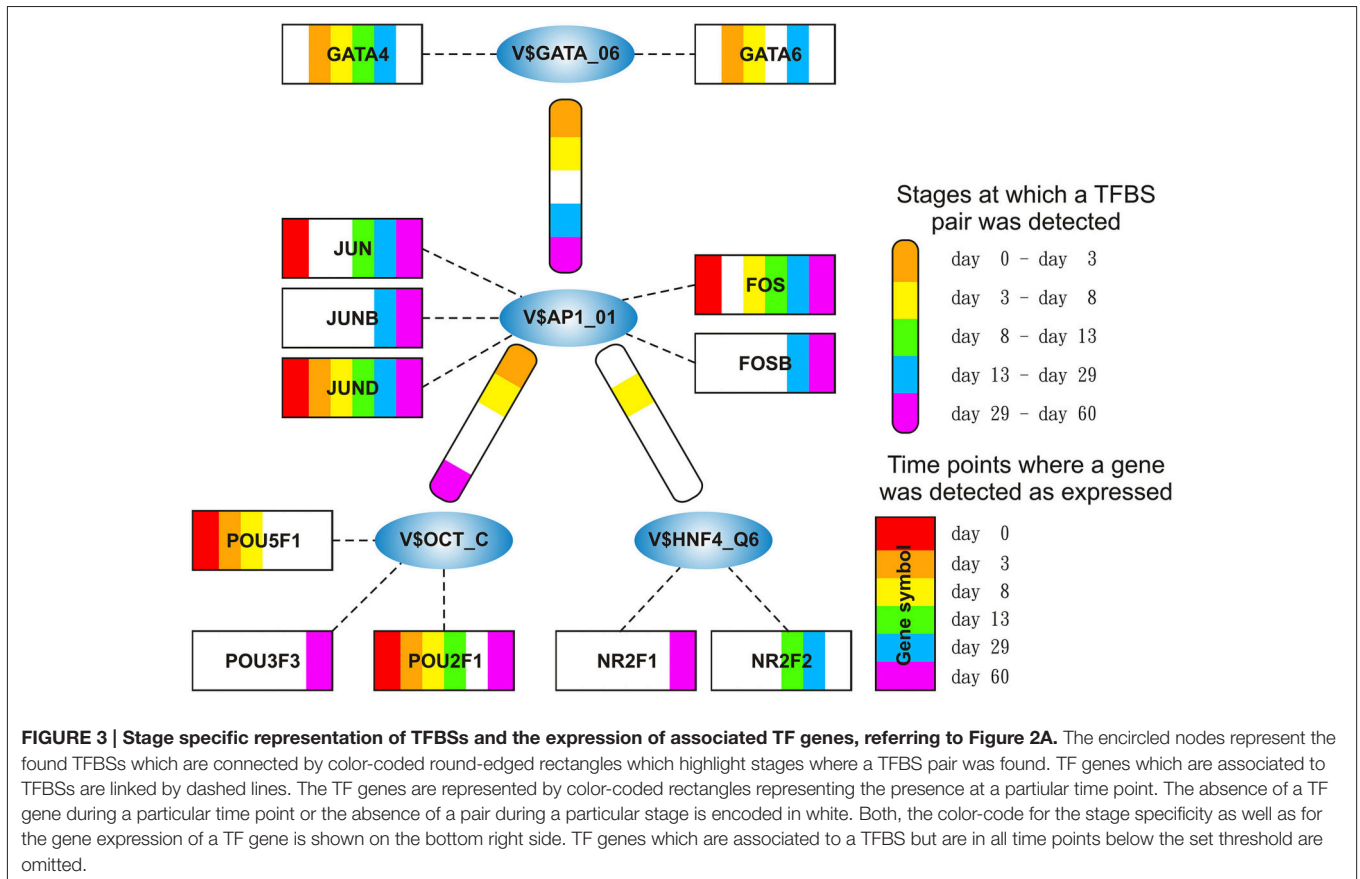 GATA4
V$GATA_06
GATA6
JUN
JUNB
JUND
V$AP1_01
FOS
FOSB
POU5F1
V$OCT_C
V$HNF4_Q6
POU3F3
POU2F1
NR2F1
NR2F2
Stages at which a TFBS
pair was detected
day 0 - day 3
day 3 - day 8
day 8 - day 13
day 13 - day 29
day 29 - day 60
Time points where a gene
was detected as expressed
Gene symbol
day 0
day 3
day 8
day 13
day 29
day 60
FIGURE 3 | Stage specific representation of TFBSs and the expression of associated TF genes, referring to Figure 2A. The encircled nodes represent the
found TFBSs which are connected by color-coded round-edged rectangles which highlight stages where a TFBS pair was found. TF genes which are associated to
TFBSs are linked by dashed lines. The TF genes are represented by color-coded rectangles representing the presence at a partiular time point. The absence of a TF
gene during a particular time point or the absence of a pair during a particular stage is encoded in white. Both, the color-code for the stage specificity as well as for
the gene expression of a TF gene is shown on the bottom right side. TF genes which are associated to a TFBS but are in all time points below the set threshold are
omitted.